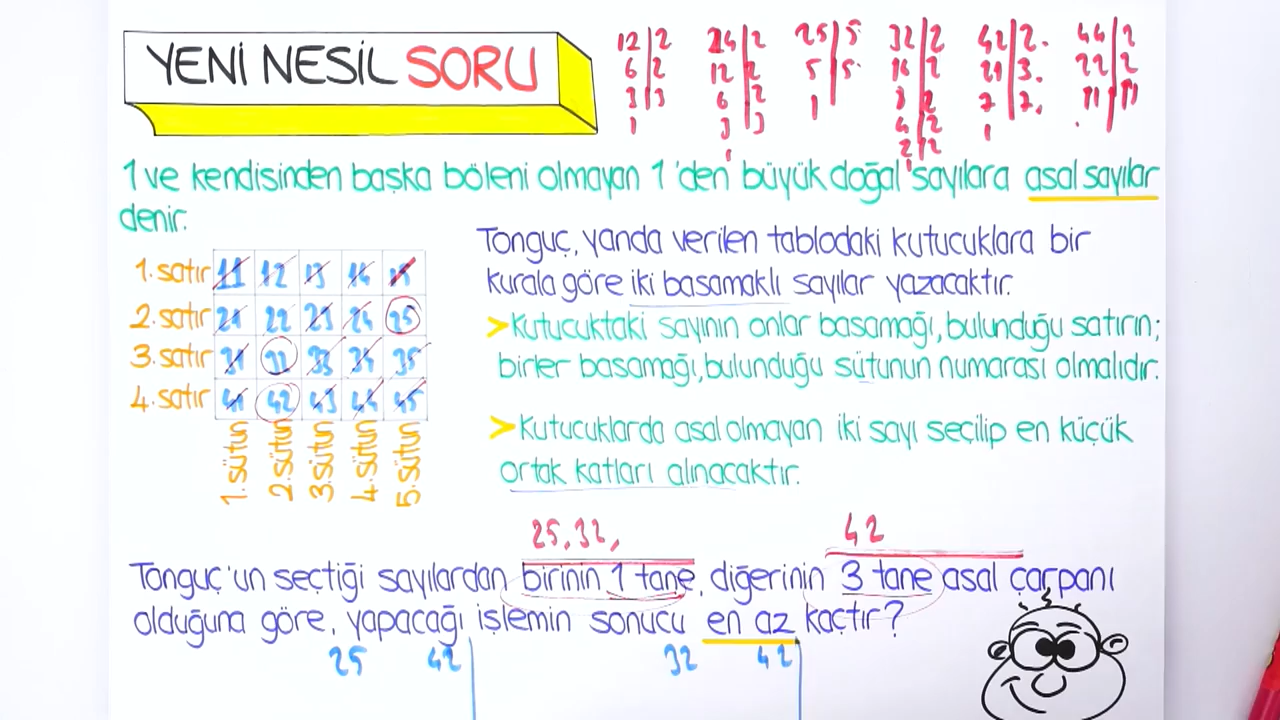 YENİ NESİL SORU
12 2 24 2 25 5 32 2 42 2 44 2
6 2 12 2 5 5 16 2 21 3 22 2
3 3 6 2 1 8 2 7 7 11 11
1 3 3 4 2 1
1 2 2
1 ve kendisinden başka böleni olmayan 1'den büyük doğal sayılara asal sayılar
denir.
Tonguç, yanda verilen tablodaki kutucuklara bir
kurala göre iki basamaklı sayılar yazacaktır.
>Kutucuktaki sayının onlar basamağı, bulunduğu satırın;
birler basamağı, bulunduğu sütunun numarası olmalıdır.
>Kutucuklarda asal olmayan iki sayı seçilip en küçük
ortak katları alınacaktır.
1. satır 11 12 13 14 15
2. satır 21 22 23 24 25
3. satır 31 32 33 34 35
4. satır 41 42 43 44 45
1. sütun 2. sütun 3. sütun 4. sütun 5. sütun
25, 32, 42
Tonguç'un seçtiği sayılardan birinin 1 tane, diğerinin 3 tane asal çarpanı
olduğuna göre, yapacağı işlemin sonucu en az kaçtır?
25 42 32 42